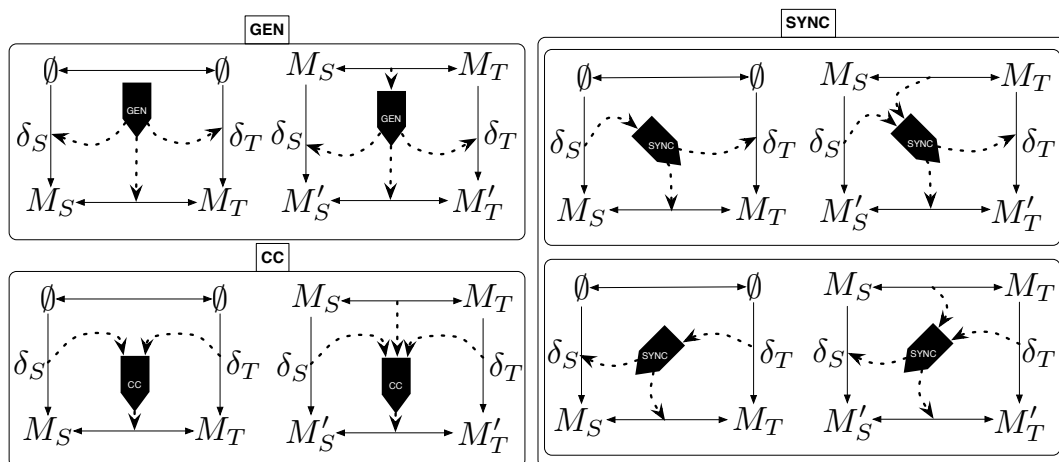 GEN
∅ ∅ M_S M_T
GEN GEN
δ_S δ_T δ_S δ_T
M_S M_T M'_S M'_T
CC
∅ ∅ M_S M_T
δ_S δ_T δ_S δ_T
CC CC
M_S M_T M'_S M'_T
SYNC
∅ ∅ M_S M_T
δ_S SYNC δ_T δ_S SYNC δ_T
M_S M_T M'_S M'_T
∅ ∅ M_S M_T
δ_S SYNC δ_T δ_S SYNC δ_T
M_S M_T M'_S M'_T